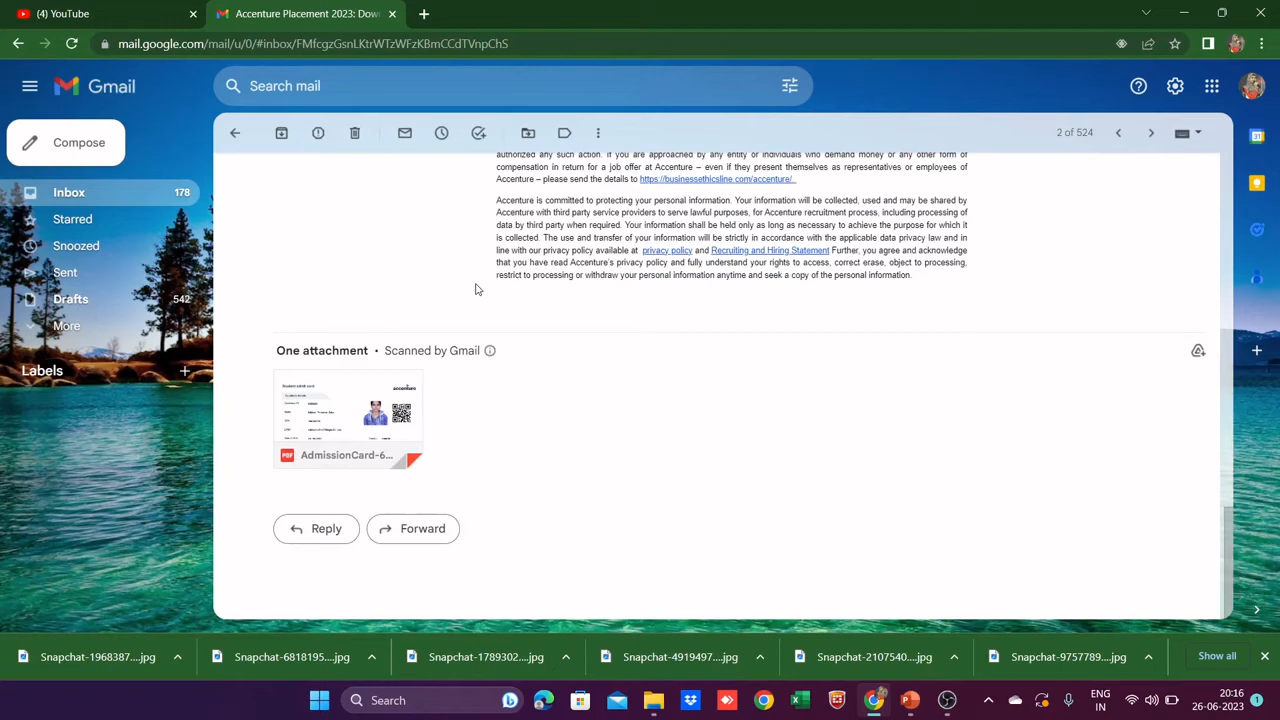 (4) YouTube
Accenture Placement 2023: Dow
mail.google.com/mail/u/0/#inbox/FMfcgzGsnLKtrWTzWFzKBmCCdTVnpChS
Gmail
Search mail
Compose
2 of 524
Inbox 178
Starred
Snoozed
Sent
Drafts 542
More
Labels
authorized any such action. If you are approached by any entity or individuals who demand money or any other form of
compensation in return for a job offer at Accenture – even if they present themselves as representatives or employees of
Accenture – please send the details to https://businessethicsline.com/accenture/
Accenture is committed to protecting your personal information. Your information will be collected, used and may be shared by
Accenture with third party service providers to serve lawful purposes, for Accenture recruitment process, including processing of
data by third party when required. Your information shall be held only as long as necessary to achieve the purpose for which it
is collected. The use and transfer of your information will be strictly in accordance with the applicable data privacy law and in
line with our privacy policy available at privacy policy and Recruiting and Hiring Statement Further, you agree and acknowledge
that you have read Accenture's privacy policy and fully understand your rights to access, correct erase, object to processing,
restrict to processing or withdraw your personal information anytime and seek a copy of the personal information.
One attachment • Scanned by Gmail
Student admit card
accenture
PDF AdmissionCard-6...
Reply
Forward
Snapchat-1968387....jpg
Snapchat-6818195....jpg
Snapchat-1789302....jpg
Snapchat-4919497....jpg
Snapchat-2107540....jpg
Snapchat-9757789....jpg
Show all
Search
ENG
IN
20:16
26-06-2023
1